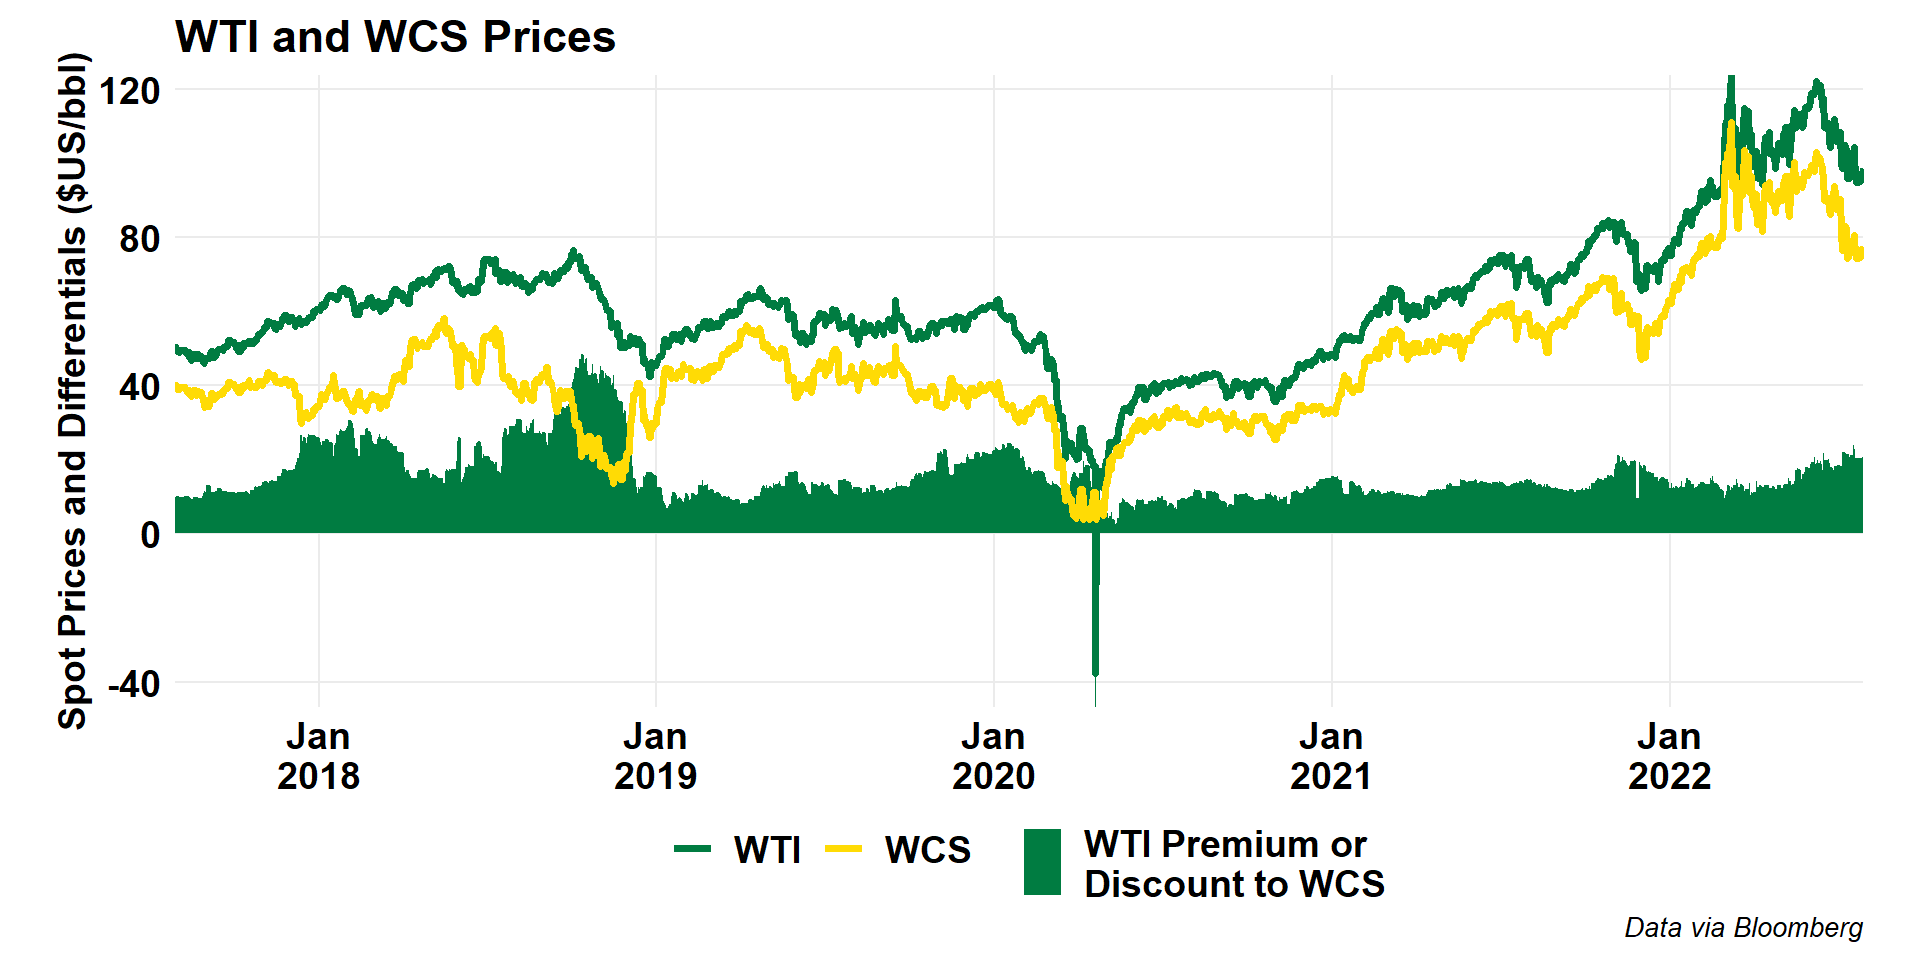 WTI and WCS Prices
Spot Prices and Differentials ($US/bbl)
120
80
40
0
-40
Jan
2018
Jan
2019
Jan
2020
Jan
2021
Jan
2022
WTI
WCS
WTI Premium or
Discount to WCS
Data via Bloomberg